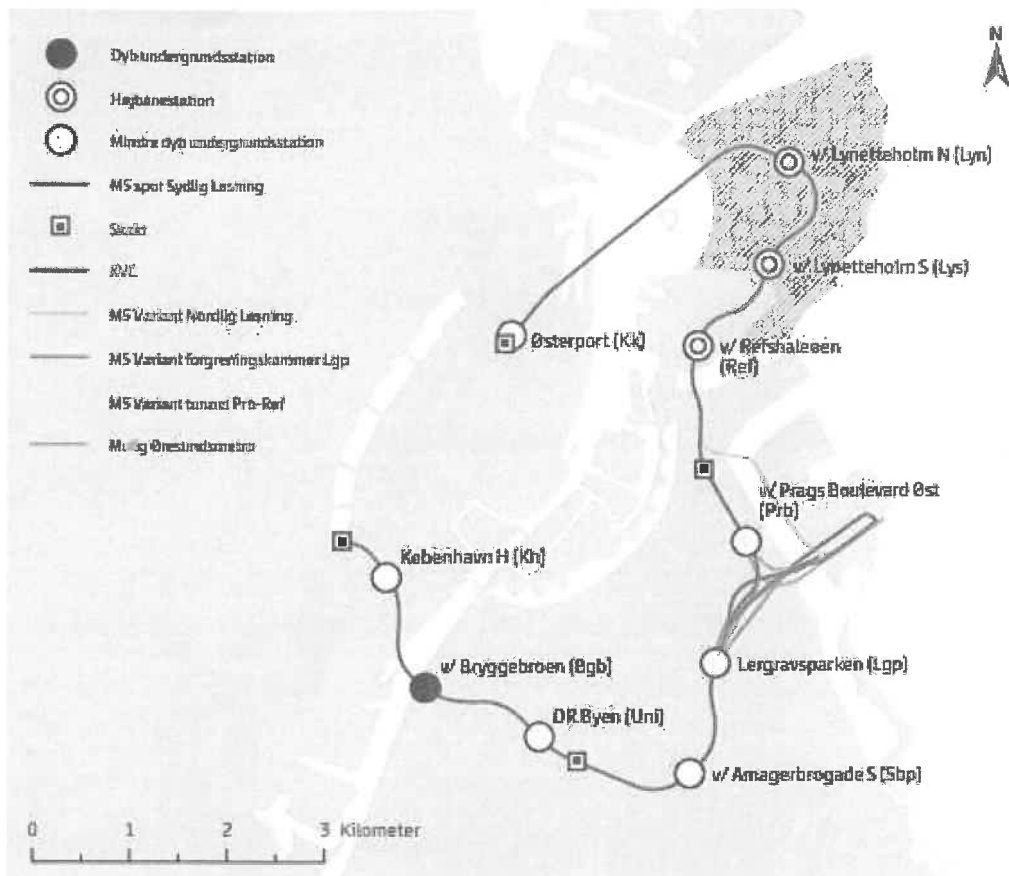 Dyb undergrundsstation
Højbanestation
Mindre dyb undergrundsstation
M5 spor Sydlig Løsning
Skakt
KVC
M5 Variant Nordlig Løsning
M5 Variant forgreningskammer Lgp
M5 Variant tunnel Prb-Ref
Mulig Øresundsmetro
N
w/ Lynetteholm N (Lyn)
w/ Lynetteholm S (Lys)
Østerport (Kk)
w/ Refshaleøen
(Ref)
w/ Prags Boulevard Øst
(Prb)
København H (Kh)
Lergravsparken (Lgp)
w/ Bryggebroen (Bgb)
DR Byen (Uni)
w/ Amagerbrogade S (Sbp)
0 1 2 3 Kilometer